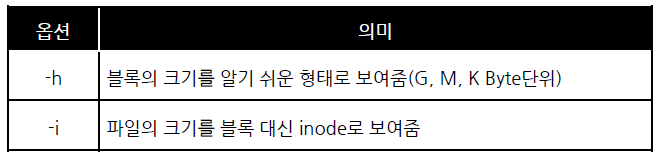 옵션 의미
-h 블록의 크기를 알기 쉬운 형태로 보여줌(G, M, K Byte단위)
-i 파일의 크기를 블록 대신 inode로 보여줌